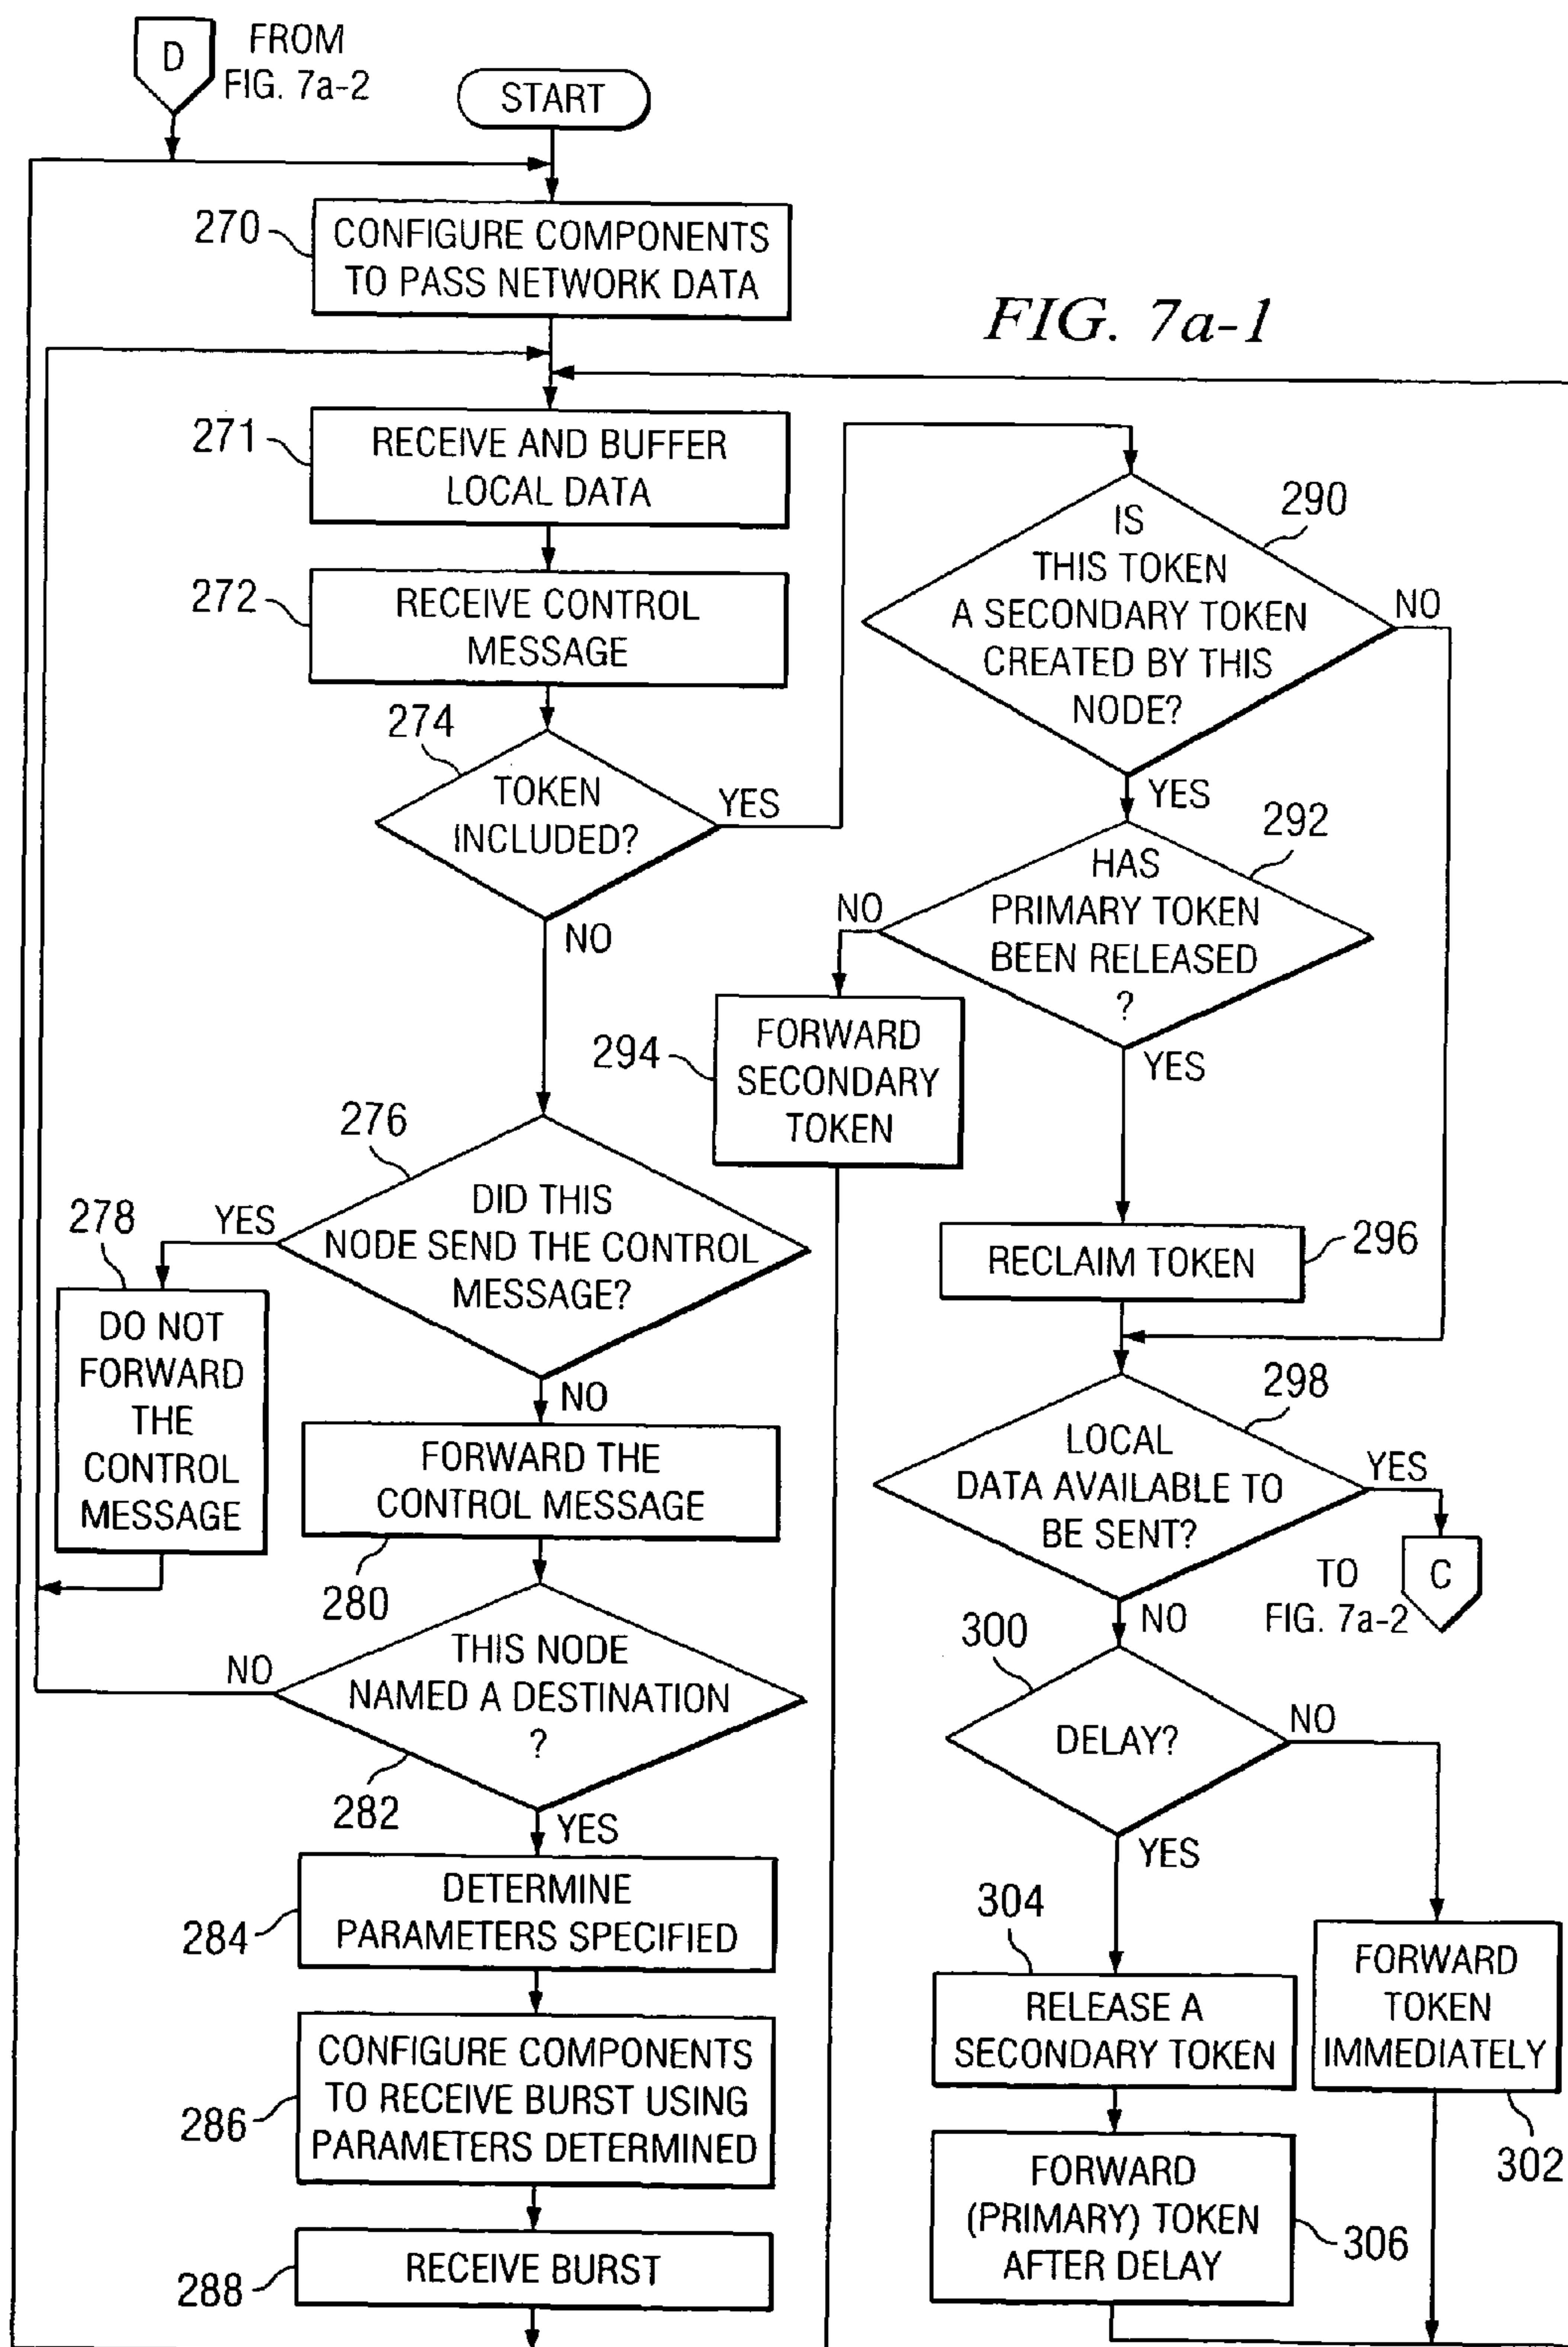 D
FROM
FIG. 7a-2
START
270
CONFIGURE COMPONENTS
TO PASS NETWORK DATA
FIG. 7a-1
271
RECEIVE AND BUFFER
LOCAL DATA
272
RECEIVE CONTROL
MESSAGE
274
TOKEN
INCLUDED?
YES
NO
276
DID THIS
NODE SEND THE CONTROL
MESSAGE?
YES
NO
278
DO NOT
FORWARD
THE
CONTROL
MESSAGE
FORWARD THE
CONTROL MESSAGE
280
THIS NODE
NAMED A DESTINATION
?
NO
282
YES
284
DETERMINE
PARAMETERS SPECIFIED
286
CONFIGURE COMPONENTS
TO RECEIVE BURST USING
PARAMETERS DETERMINED
288
RECEIVE BURST
290
IS
THIS TOKEN
A SECONDARY TOKEN
CREATED BY THIS
NODE?
NO
YES
292
HAS
PRIMARY TOKEN
BEEN RELEASED
?
NO
YES
294
FORWARD
SECONDARY
TOKEN
RECLAIM TOKEN
296
298
LOCAL
DATA AVAILABLE TO
BE SENT?
YES
TO
FIG. 7a-2
C
NO
300
DELAY?
NO
YES
304
RELEASE A
SECONDARY TOKEN
FORWARD
TOKEN
IMMEDIATELY
302
FORWARD
(PRIMARY) TOKEN
AFTER DELAY
306